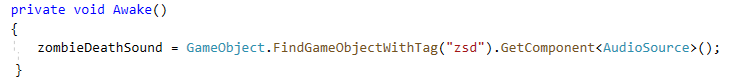 private void Awake()
{
zombieDeathSound = GameObject.FindGameObjectWithTag("zsd").GetComponent<AudioSource>();
}